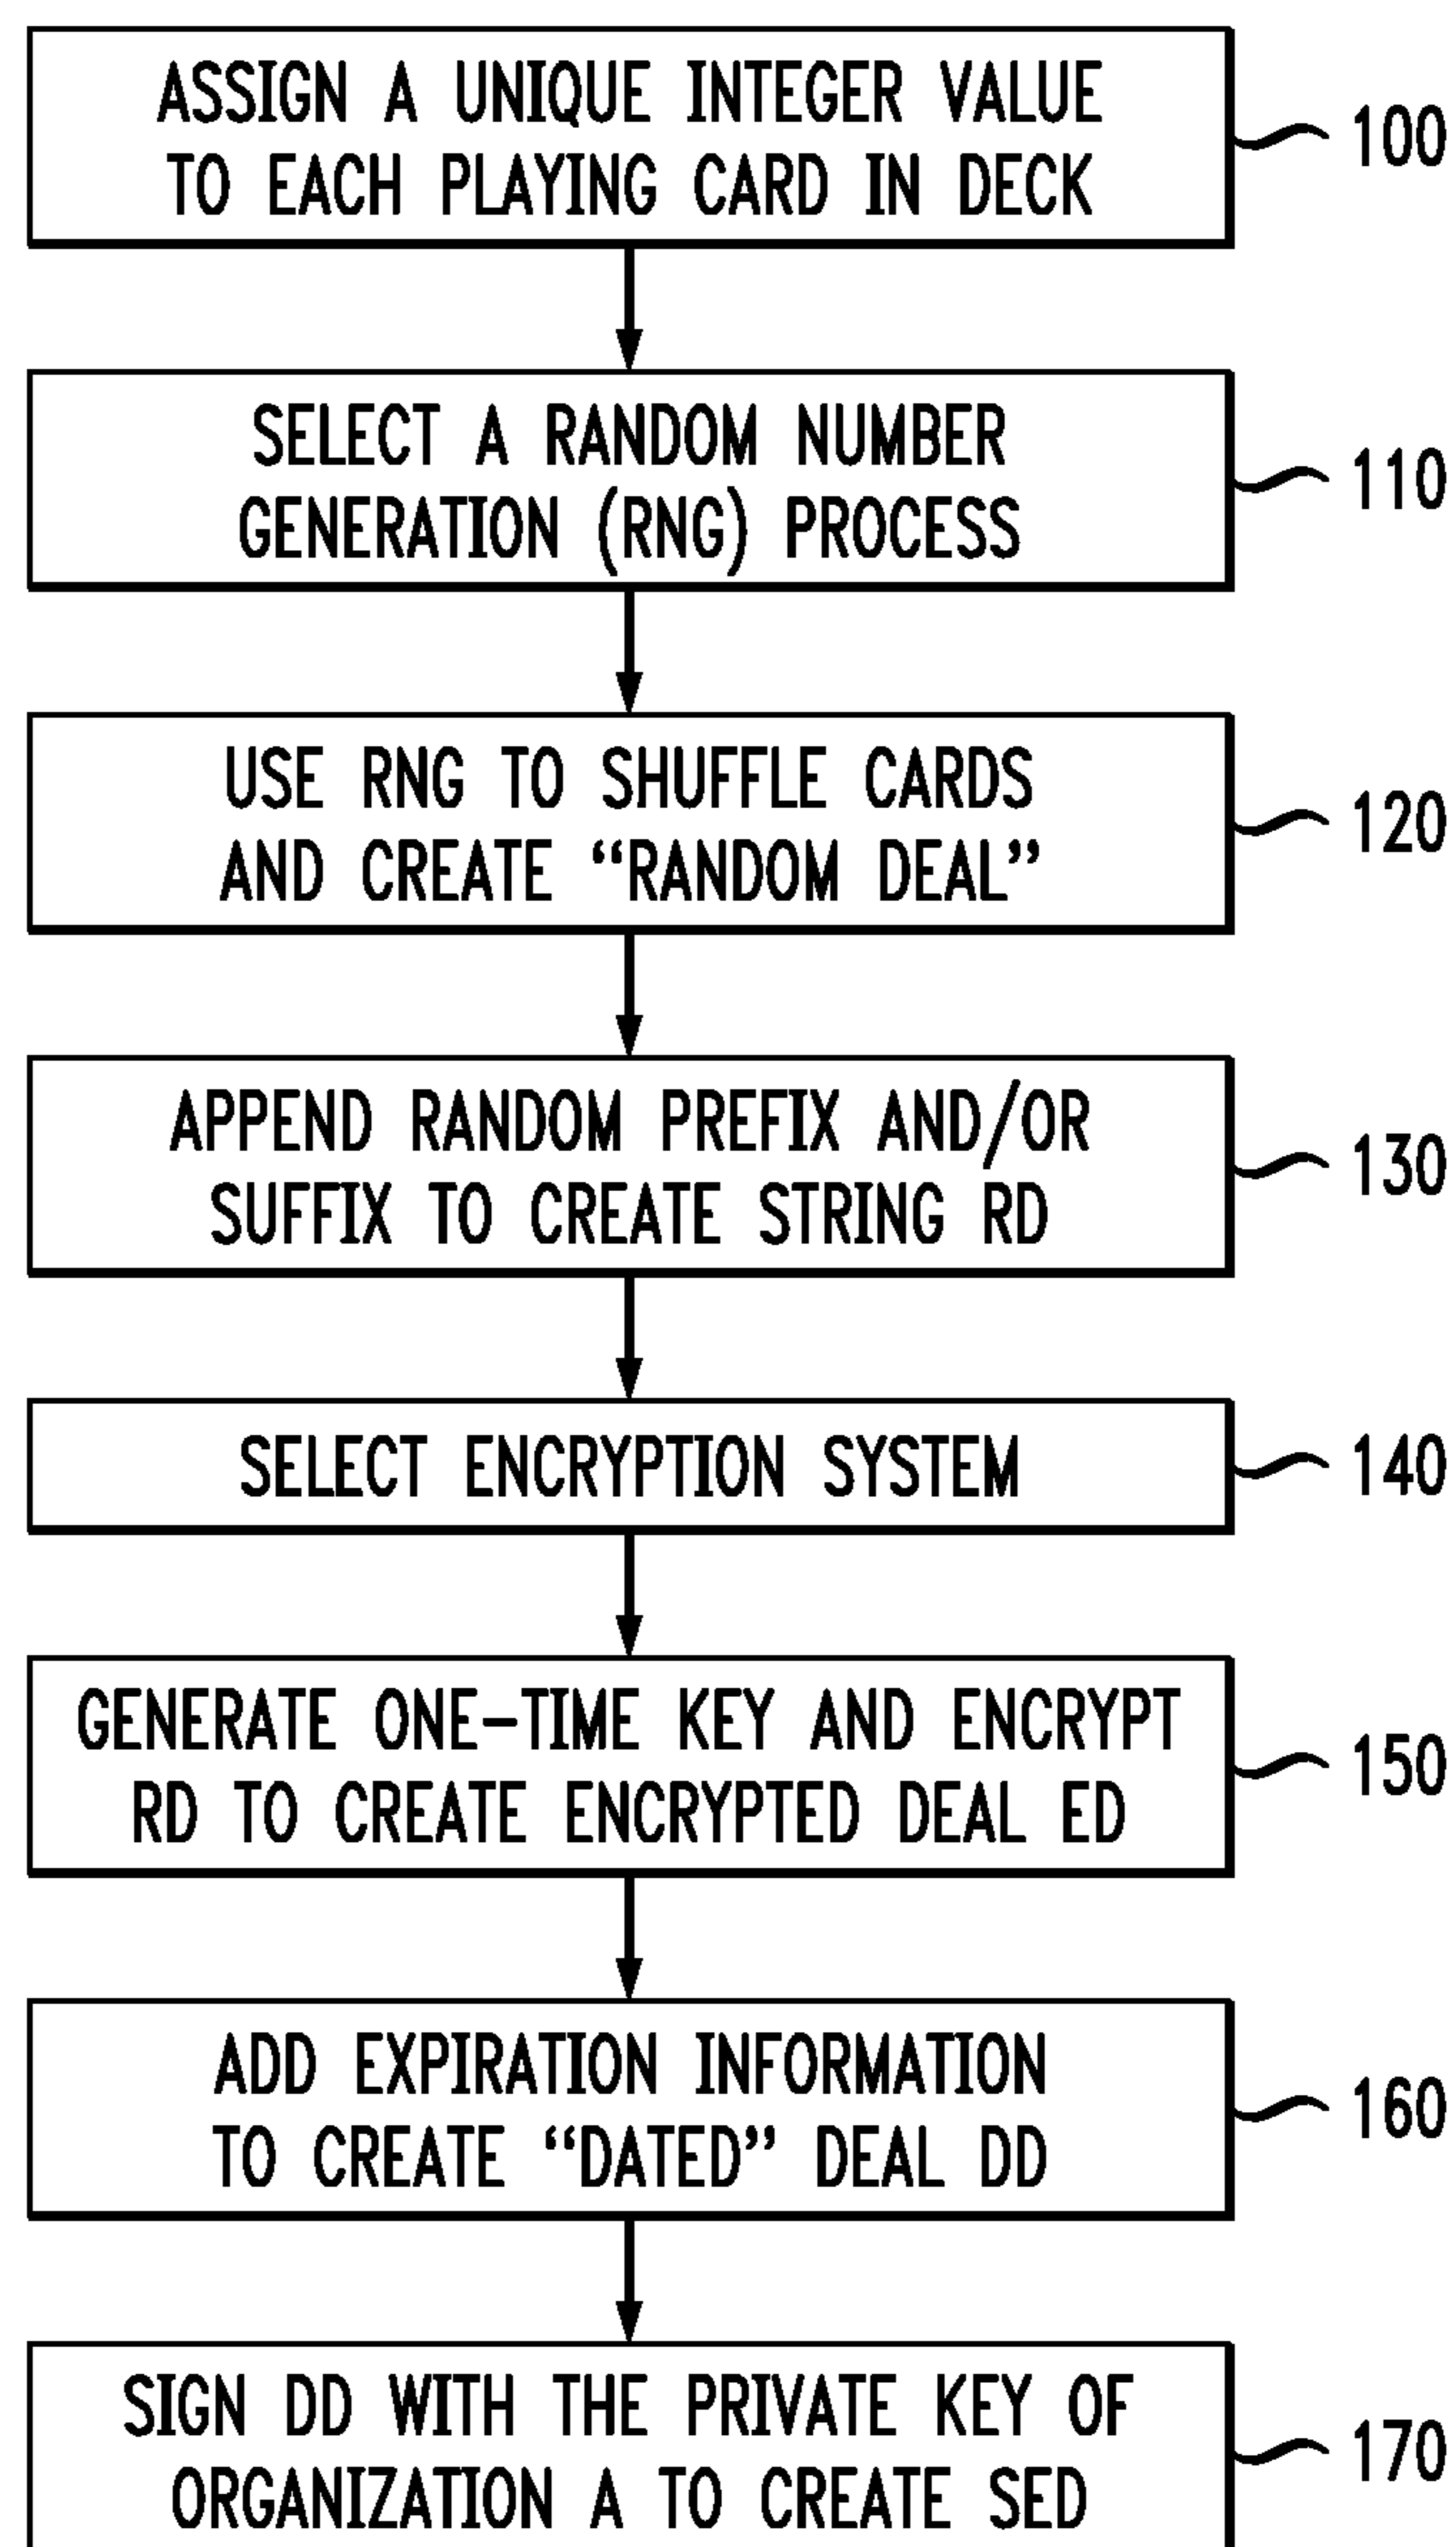 ASSIGN A UNIQUE INTEGER VALUE
TO EACH PLAYING CARD IN DECK
100
SELECT A RANDOM NUMBER
GENERATION (RNG) PROCESS
110
USE RNG TO SHUFFLE CARDS
AND CREATE “RANDOM DEAL”
120
APPEND RANDOM PREFIX AND/OR
SUFFIX TO CREATE STRING RD
130
SELECT ENCRYPTION SYSTEM
140
GENERATE ONE-TIME KEY AND ENCRYPT
RD TO CREATE ENCRYPTED DEAL ED
150
ADD EXPIRATION INFORMATION
TO CREATE “DATED” DEAL DD
160
SIGN DD WITH THE PRIVATE KEY OF
ORGANIZATION A TO CREATE SED
170